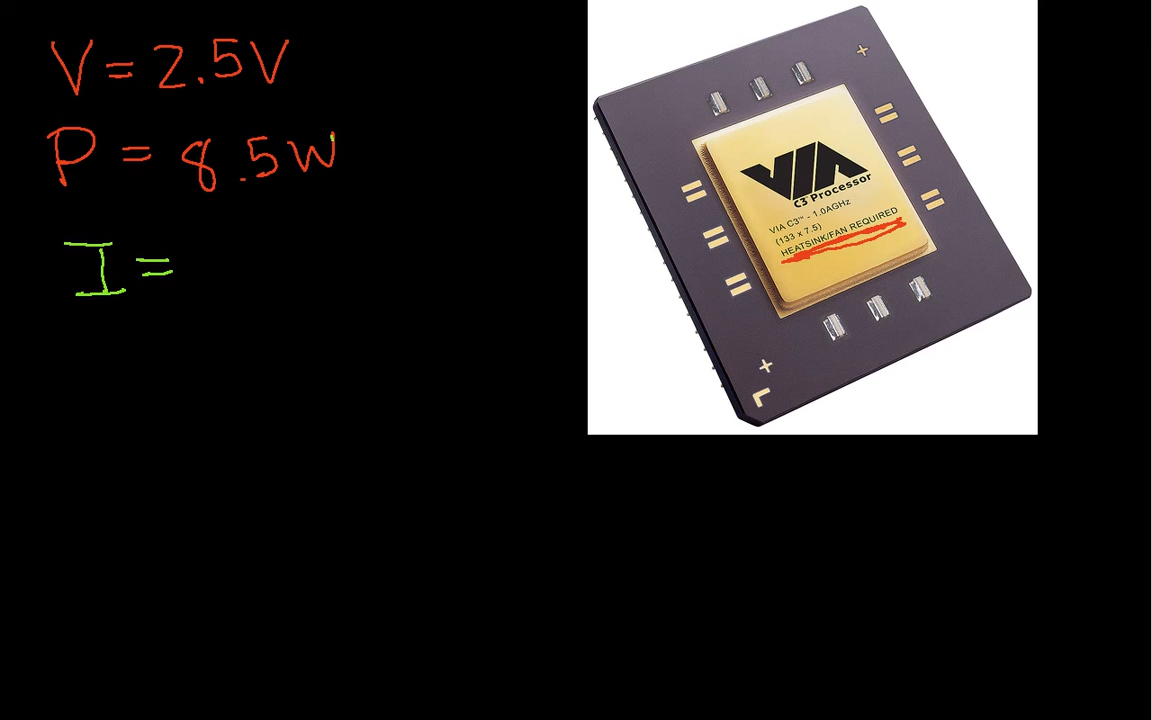 V = 2.5V
P = 8.5W
I =
VIA
C3 Processor
VIA C3™ - 1.0AGHz
(133 x 7.5)
HEATSINK/FAN REQUIRED